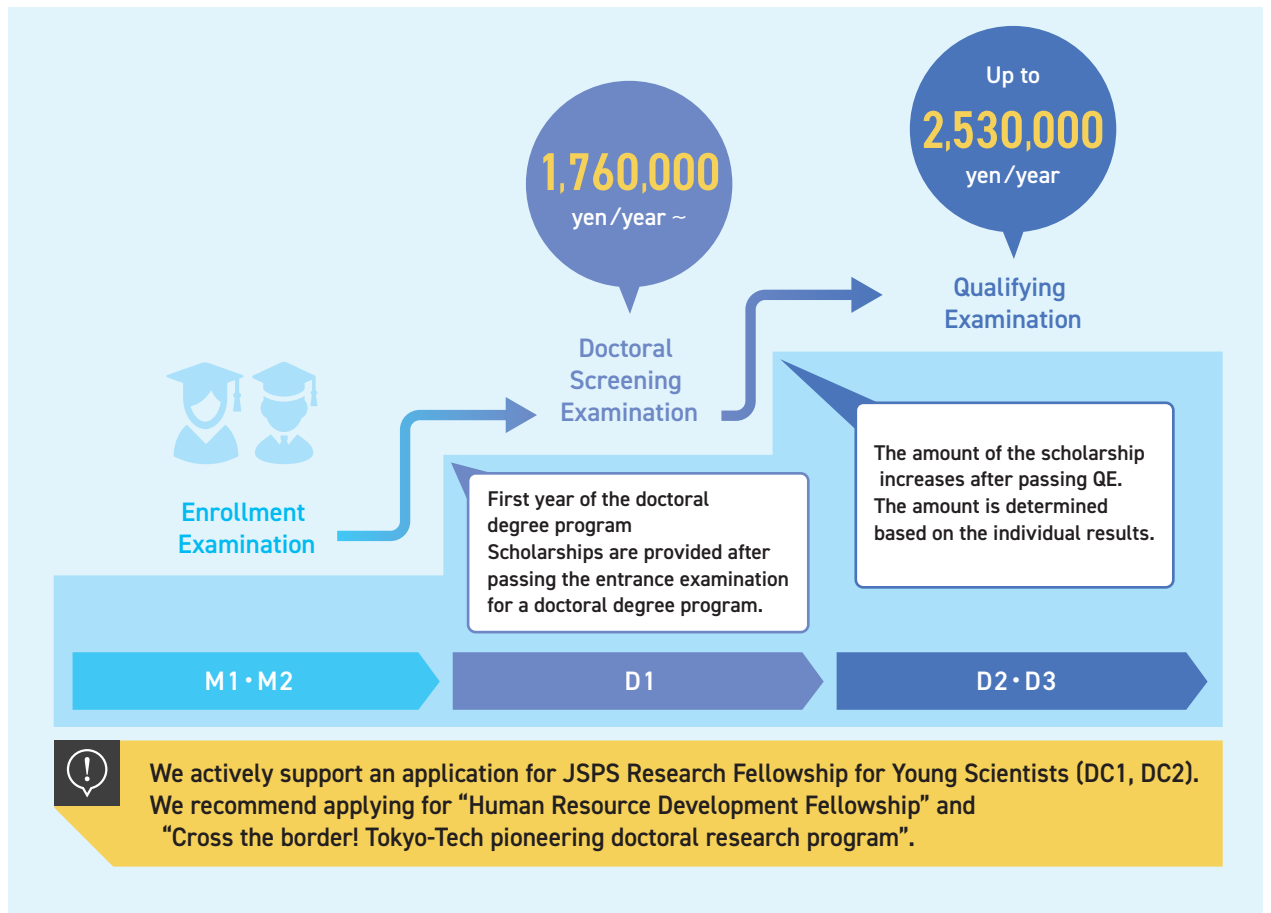 Up to
2,530,000
yen/year
1,760,000
yen/year ~
Qualifying
Examination
Doctoral
Screening
Examination
Enrollment
Examination
First year of the doctoral
degree program
Scholarships are provided after
passing the entrance examination
for a doctoral degree program.
The amount of the scholarship
increases after passing QE.
The amount is determined
based on the individual results.
M1・M2
D1
D2・D3
We actively support an application for JSPS Research Fellowship for Young Scientists (DC1, DC2).
We recommend applying for “Human Resource Development Fellowship” and
“Cross the border! Tokyo-Tech pioneering doctoral research program”.